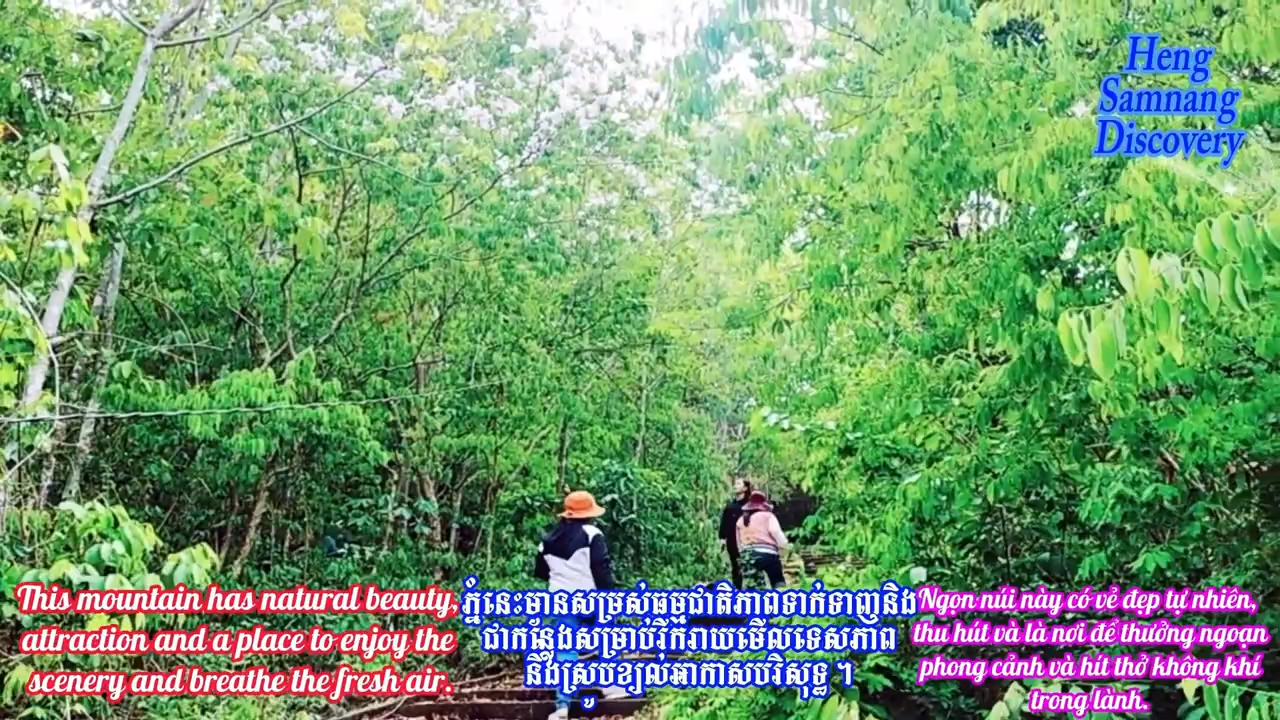 Heng
Samnang
Discovery
This mountain has natural beauty,
attraction and a place to enjoy the
scenery and breathe the fresh air.
ភ្នំនេះមានសម្រស់ធម្មជាតិភាពទាក់ទាញនិង
ជាកន្លែងសម្រាប់រីករាយមើលទេសភាព
និងស្រូបខ្យល់អាកាសបរិសុទ្ធ ។
Ngọn núi này có vẻ đẹp tự nhiên,
thu hút và là nơi để thưởng ngoạn
phong cảnh và hít thở không khí
trong lành.